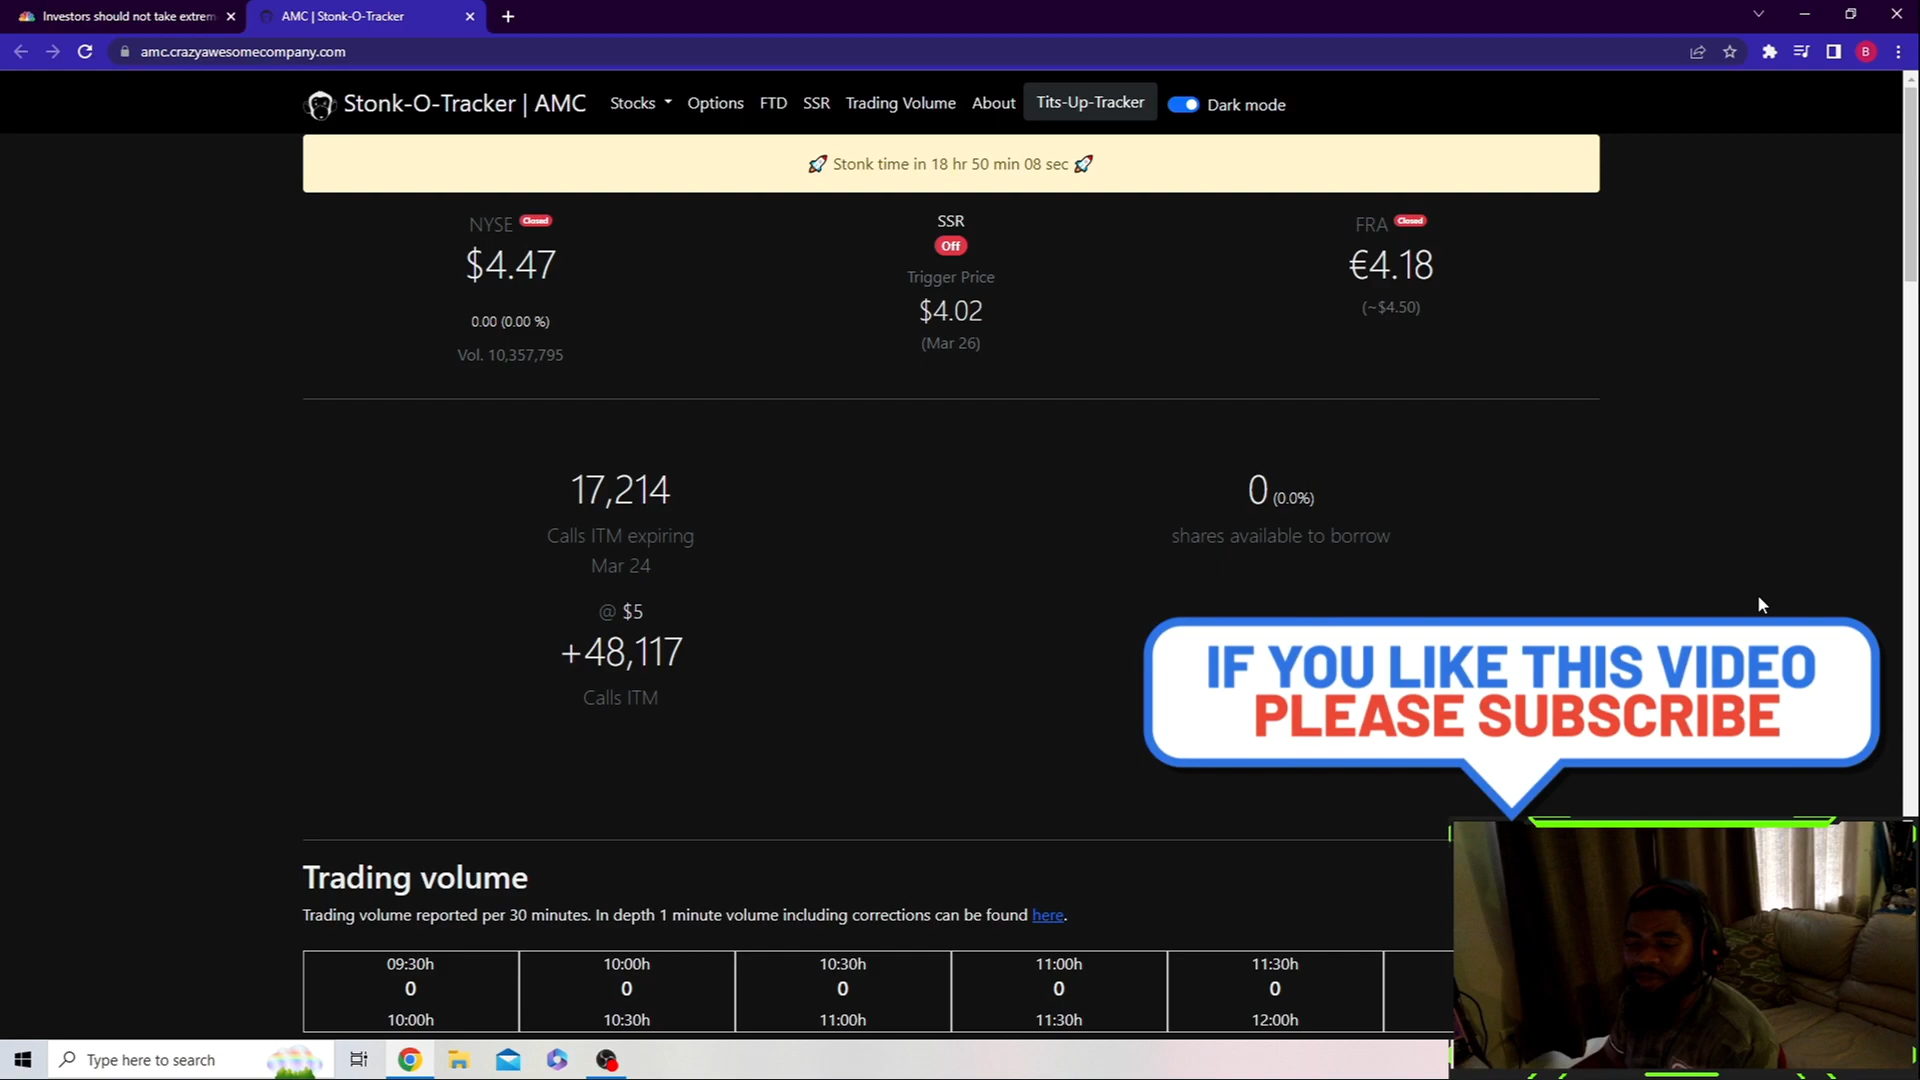 Investors should not take extrem
AMC | Stonk-O-Tracker
amc.crazyawesomecompany.com
B
Stonk-O-Tracker | AMC
Stocks
Options
FTD
SSR
Trading Volume
About
Tits-Up-Tracker
Dark mode
🚀 Stonk time in 18 hr 50 min 08 sec 🚀
NYSE Closed
$4.47
0.00 (0.00 %)
Vol. 10,357,795
SSR
Off
Trigger Price
$4.02
(Mar 26)
FRA Closed
€4.18
(~$4.50)
17,214
Calls ITM expiring
Mar 24
@ $5
+48,117
Calls ITM
0 (0.0%)
shares available to borrow
IF YOU LIKE THIS VIDEO
PLEASE SUBSCRIBE
Trading volume
Trading volume reported per 30 minutes. In depth 1 minute volume including corrections can be found here.
09:30h
0
10:00h
10:00h
0
10:30h
10:30h
0
11:00h
11:00h
0
11:30h
11:30h
0
12:00h
Type here to search